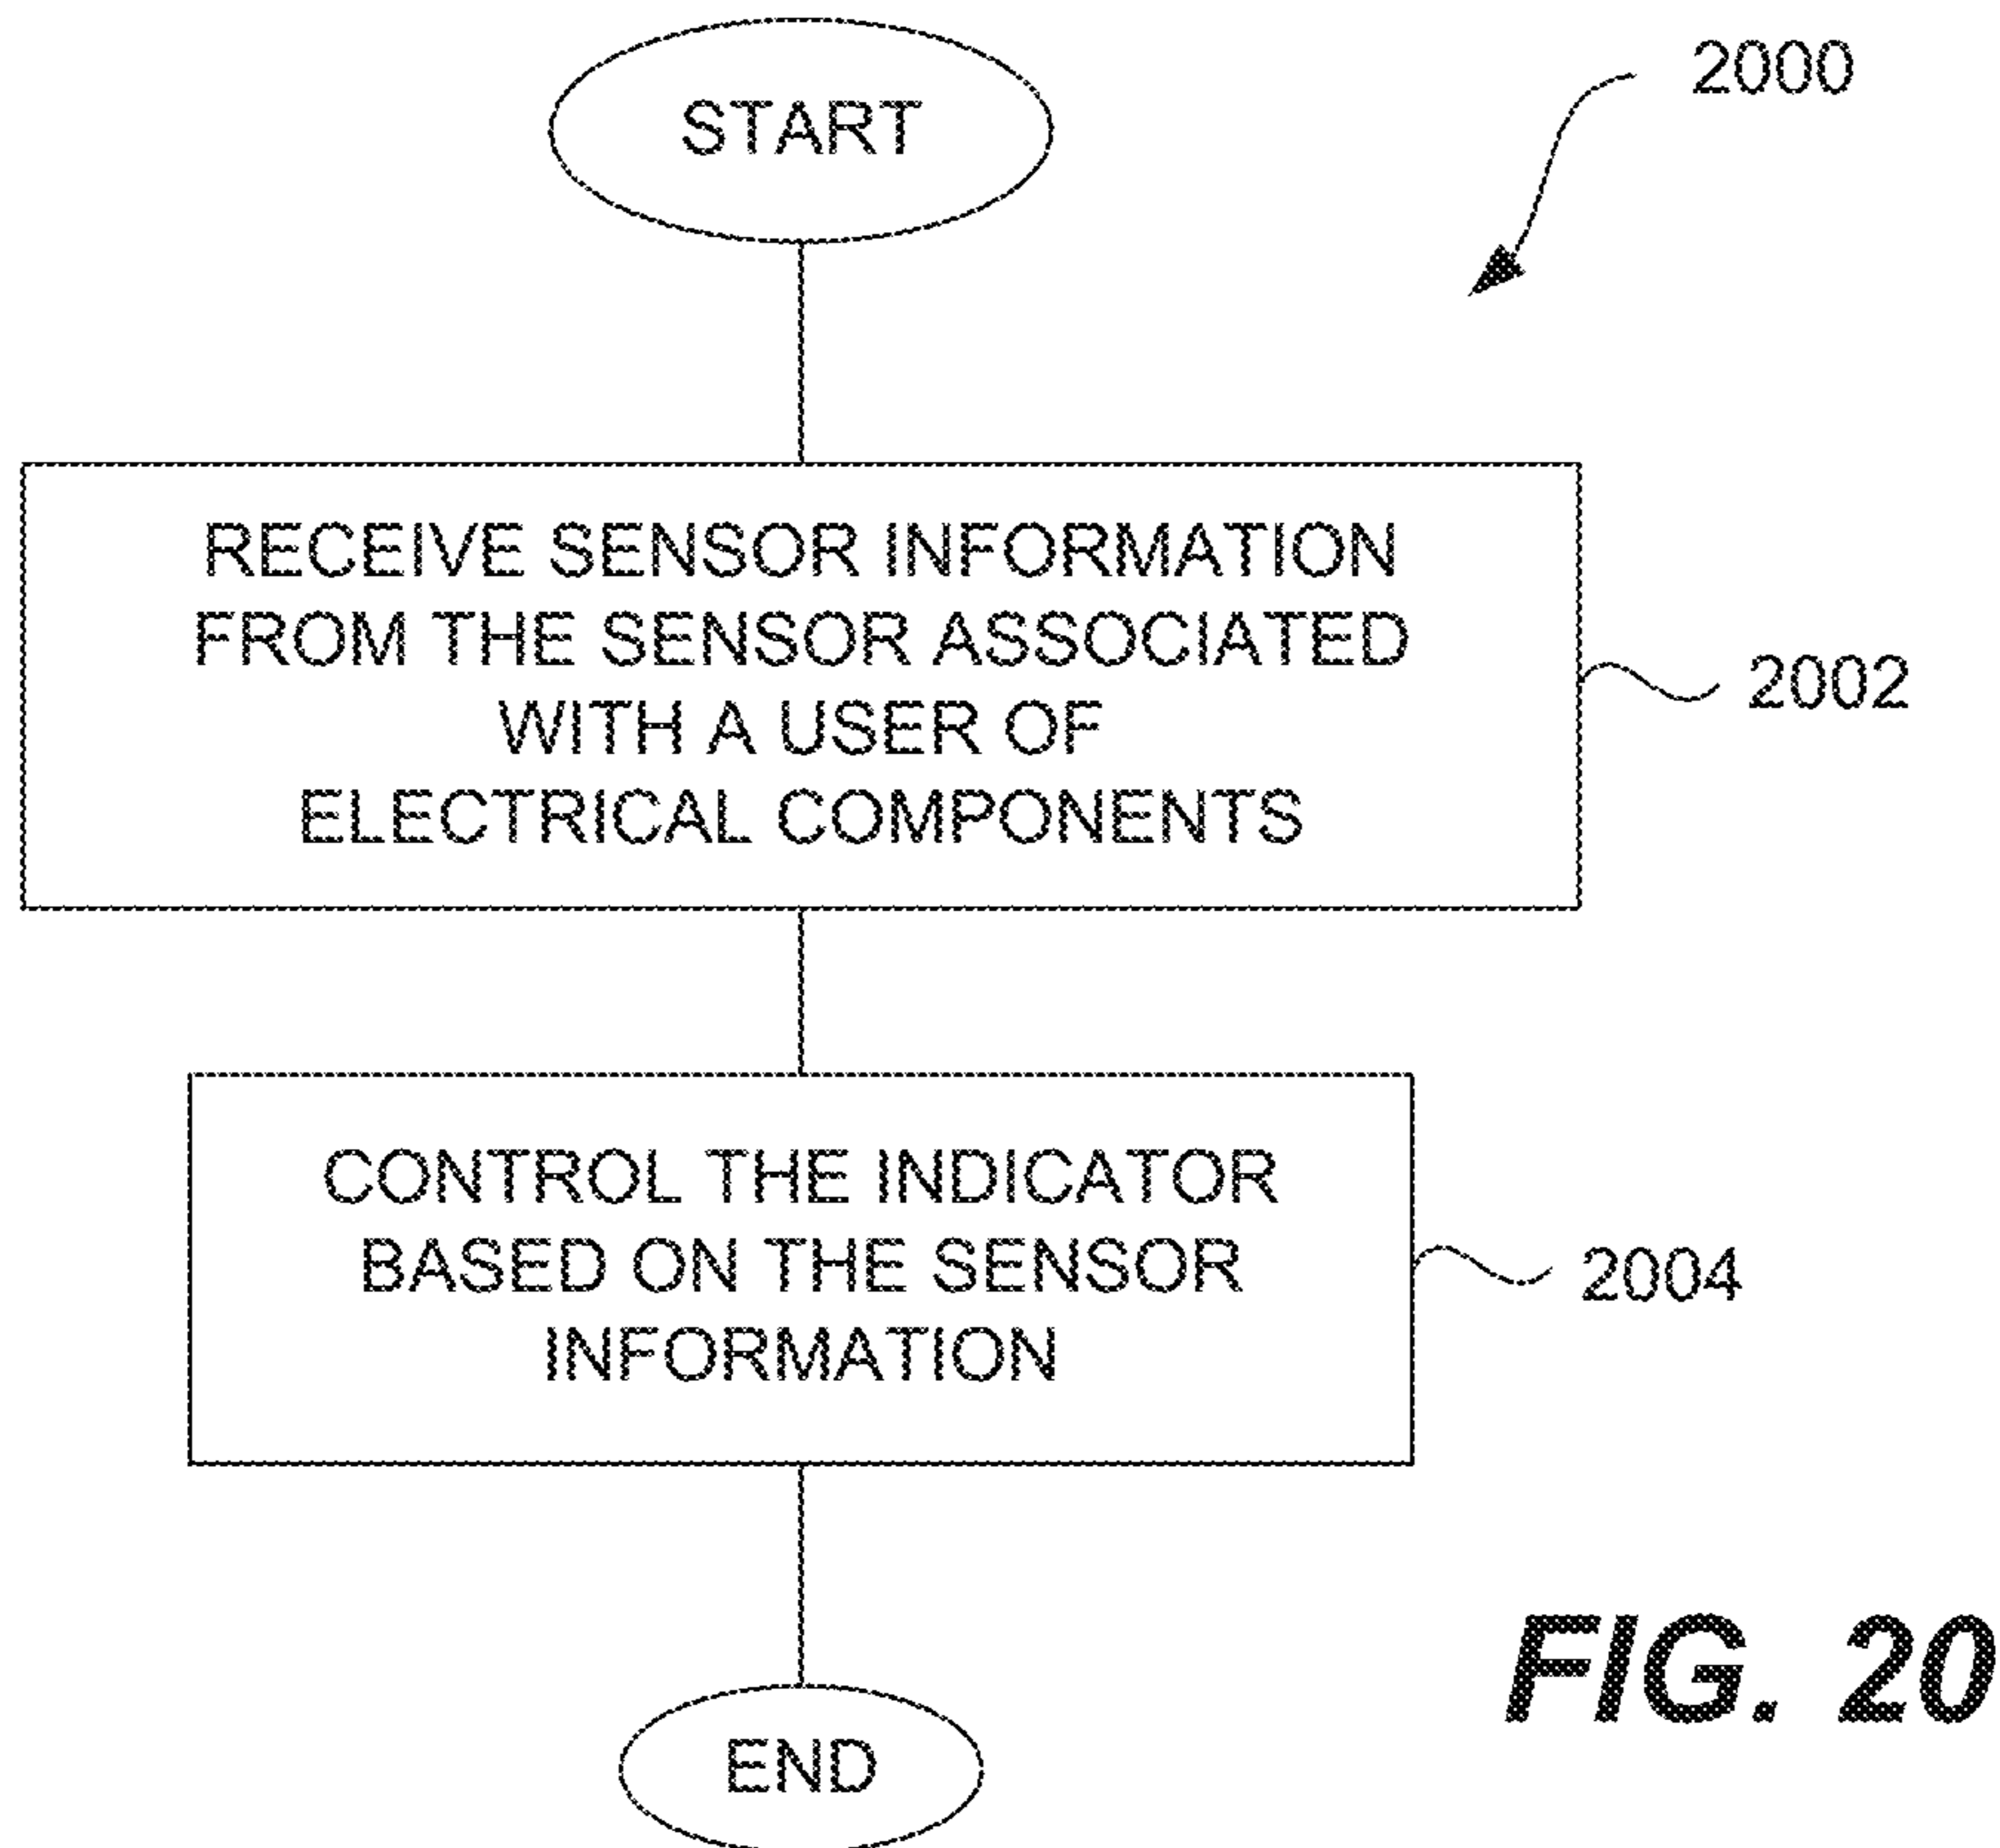 START
2000
RECEIVE SENSOR INFORMATION
FROM THE SENSOR ASSOCIATED
WITH A USER OF
ELECTRICAL COMPONENTS
2002
CONTROL THE INDICATOR
BASED ON THE SENSOR
INFORMATION
2004
END
FIG. 20